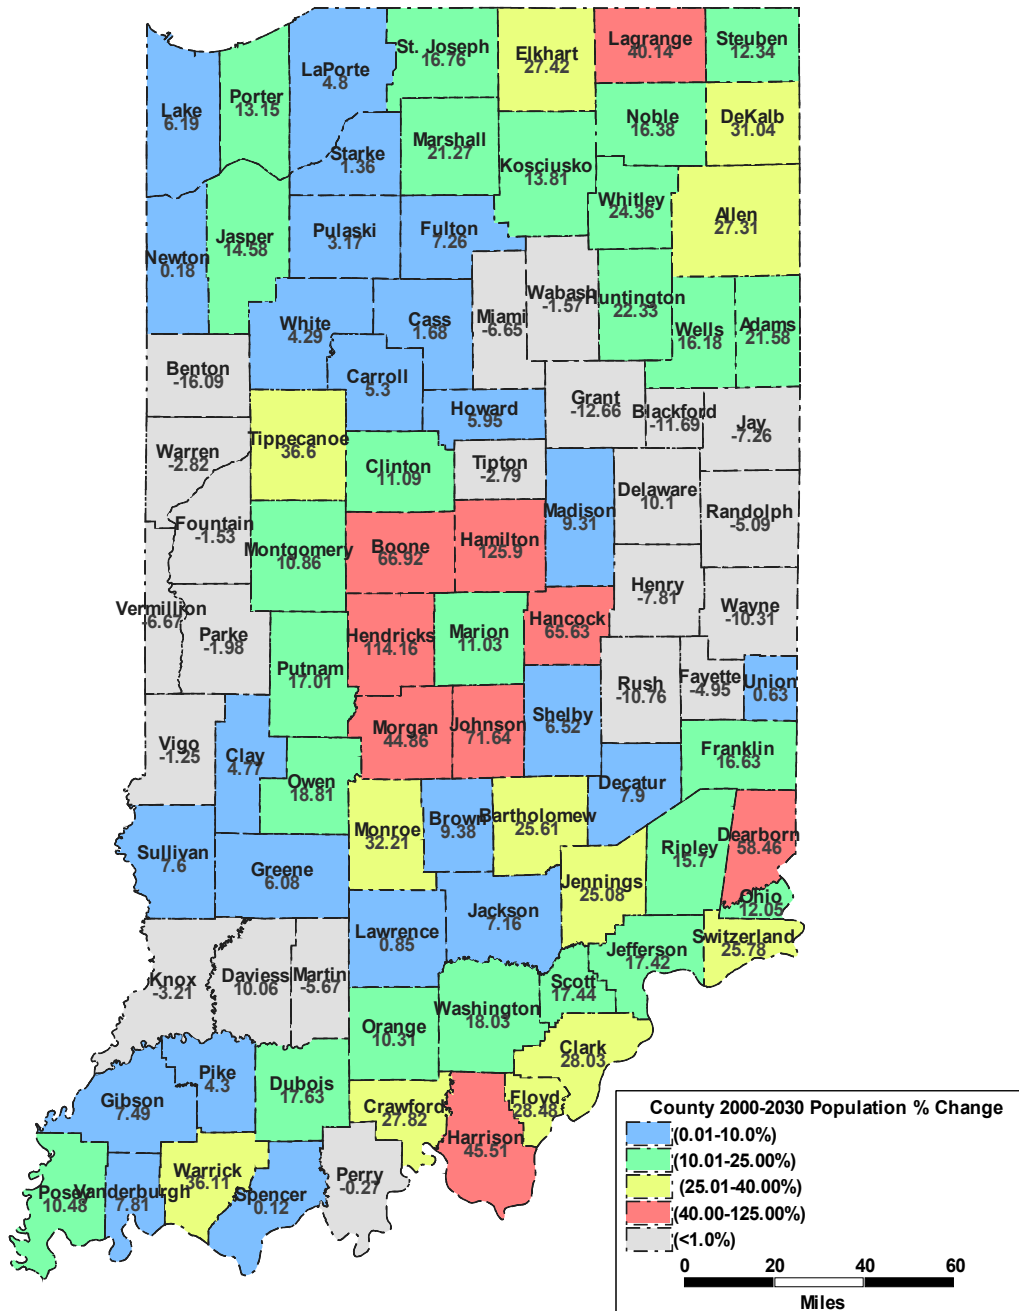 Lagrange
40.14
Steuben
12.34
St. Joseph
16.76
Elkhart
27.42
LaPorte
4.8
Porter
13.15
Lake
6.19
Noble
16.38
DeKalb
31.04
Marshall
21.27
Starke
1.36
Kosciusko
13.81
Whitley
24.36
Allen
27.31
Jasper
14.58
Pulaski
3.17
Fulton
7.26
Newton
0.18
Wabash
-1.57
Huntington
22.33
Miami
-6.65
White
4.29
Cass
1.68
Wells
16.18
Adams
21.58
Benton
-16.09
Carroll
5.3
Grant
-12.66
Howard
5.95
Blackford
-11.69
Jay
-7.26
Tippecanoe
36.6
Warren
-2.82
Clinton
11.09
Tipton
-2.79
Delaware
10.1
Madison
9.31
Randolph
-5.09
Fountain
-1.53
Montgomery
10.86
Boone
66.92
Hamilton
125.9
Henry
-7.81
Vermillion
-6.67
Wayne
-10.31
Parke
-1.98
Hendricks
114.16
Marion
11.03
Hancock
65.63
Putnam
17.01
Rush
-10.76
Fayette
-4.95
Union
0.63
Shelby
6.52
Morgan
44.86
Johnson
71.64
Vigo
-1.25
Clay
4.77
Franklin
16.63
Owen
18.81
Decatur
7.9
Monroe
32.21
Brown
9.38
Bartholomew
25.61
Ripley
15.7
Dearborn
58.46
Sullivan
7.6
Greene
6.08
Jennings
25.08
Ohio
12.05
Lawrence
0.85
Jackson
7.16
Switzerland
25.78
Jefferson
17.42
Knox
-3.21
Daviess
10.06
Martin
-5.67
Scott
17.44
Washington
18.03
Orange
10.31
Clark
28.03
Pike
4.3
Dubois
17.63
Gibson
7.49
Crawford
27.82
Floyd
28.48
Harrison
45.51
Warrick
36.11
Perry
-0.27
Posey
10.48
Vanderburgh
7.81
Spencer
0.12
County 2000-2030 Population % Change
(0.01-10.0%)
(10.01-25.00%)
(25.01-40.00%)
(40.00-125.00%)
(<1.0%)
0 20 40 60
Miles